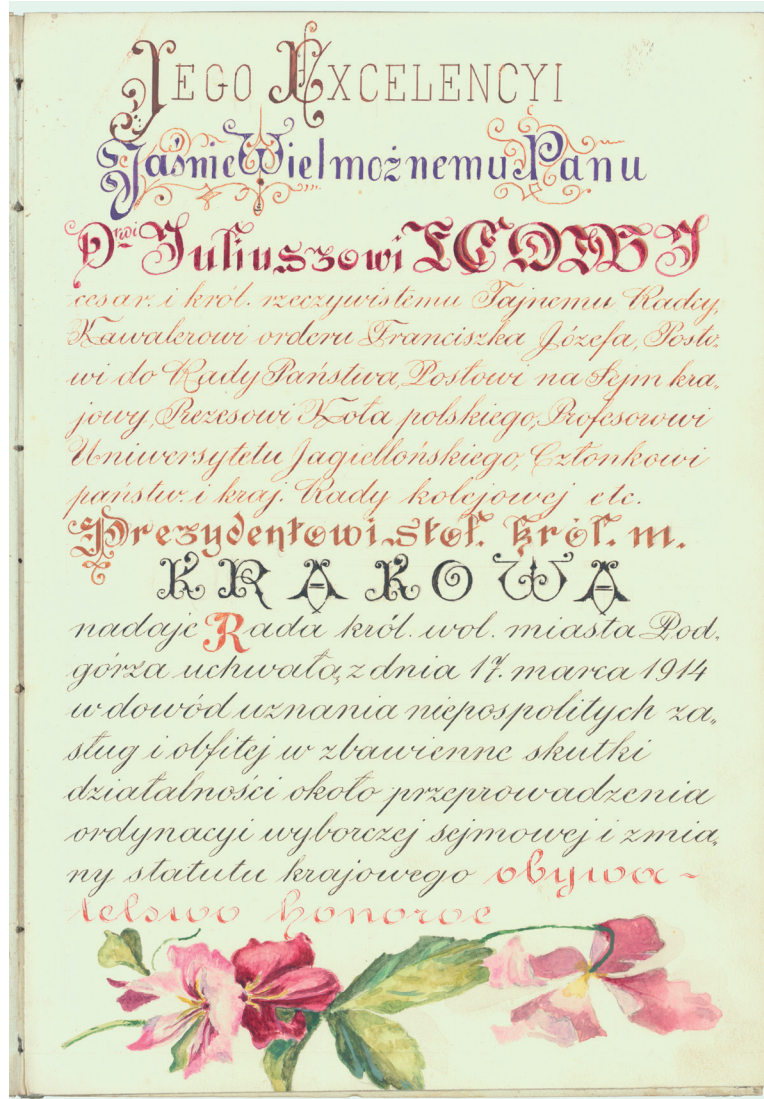 JEGO EXCELENCYI
Jaśnie Wielmożnemu Panu
Drowi Juliuszowi LEOWI
cesar. i król. rzeczywistemu Tajnemu Radcy,
Kawalerowi orderu Franciszka Józefa, Posło-
wi do Rady Państwa, Posłowi na Sejm kra-
jowy, Prezesowi Koła polskiego, Profesorowi
Uniwersytetu Jagiellońskiego, Członkowi
państw. i kraj. Rady kolejowej etc.
Prezydentowi stoł. król. m.
KRAKOWA
nadaje Rada król. wol. miasta Pod-
górza uchwałą z dnia 17. marca 1914
w dowód uznania niepospolitych za-
sług i obfitej w zbawienne skutki
działalności około przeprowadzenia
ordynacyi wyborczej sejmowej i zmia-
ny statutu krajowego obywa-
telswo honoroe